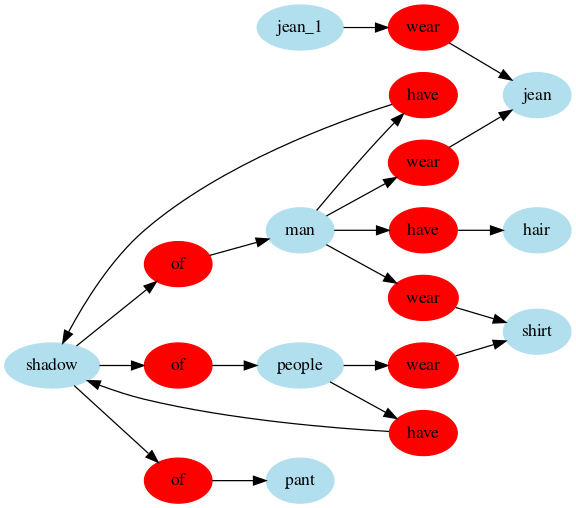 jean_1 wear
have jean
wear
man have hair
of
wear
shirt
shadow of people wear
have
of pant